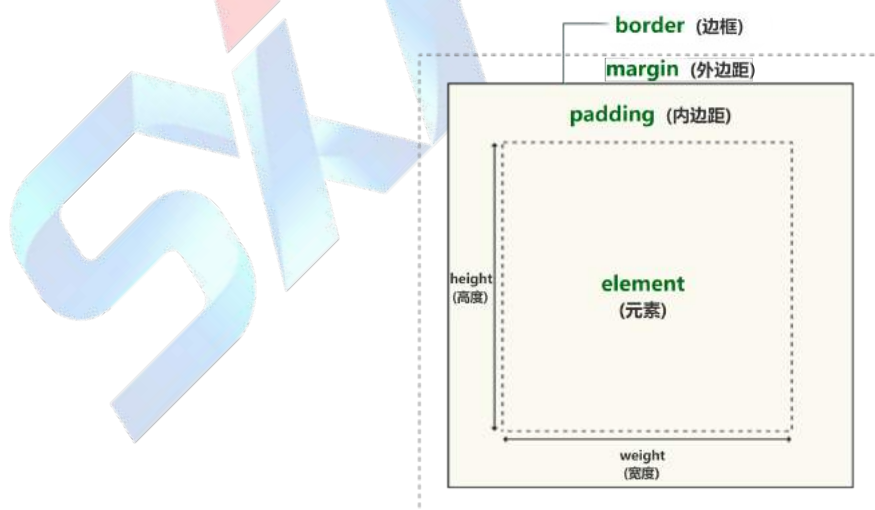 border (边框)
margin (外边距)
padding (内边距)
height
(高度)
element
(元素)
weight
(宽度)